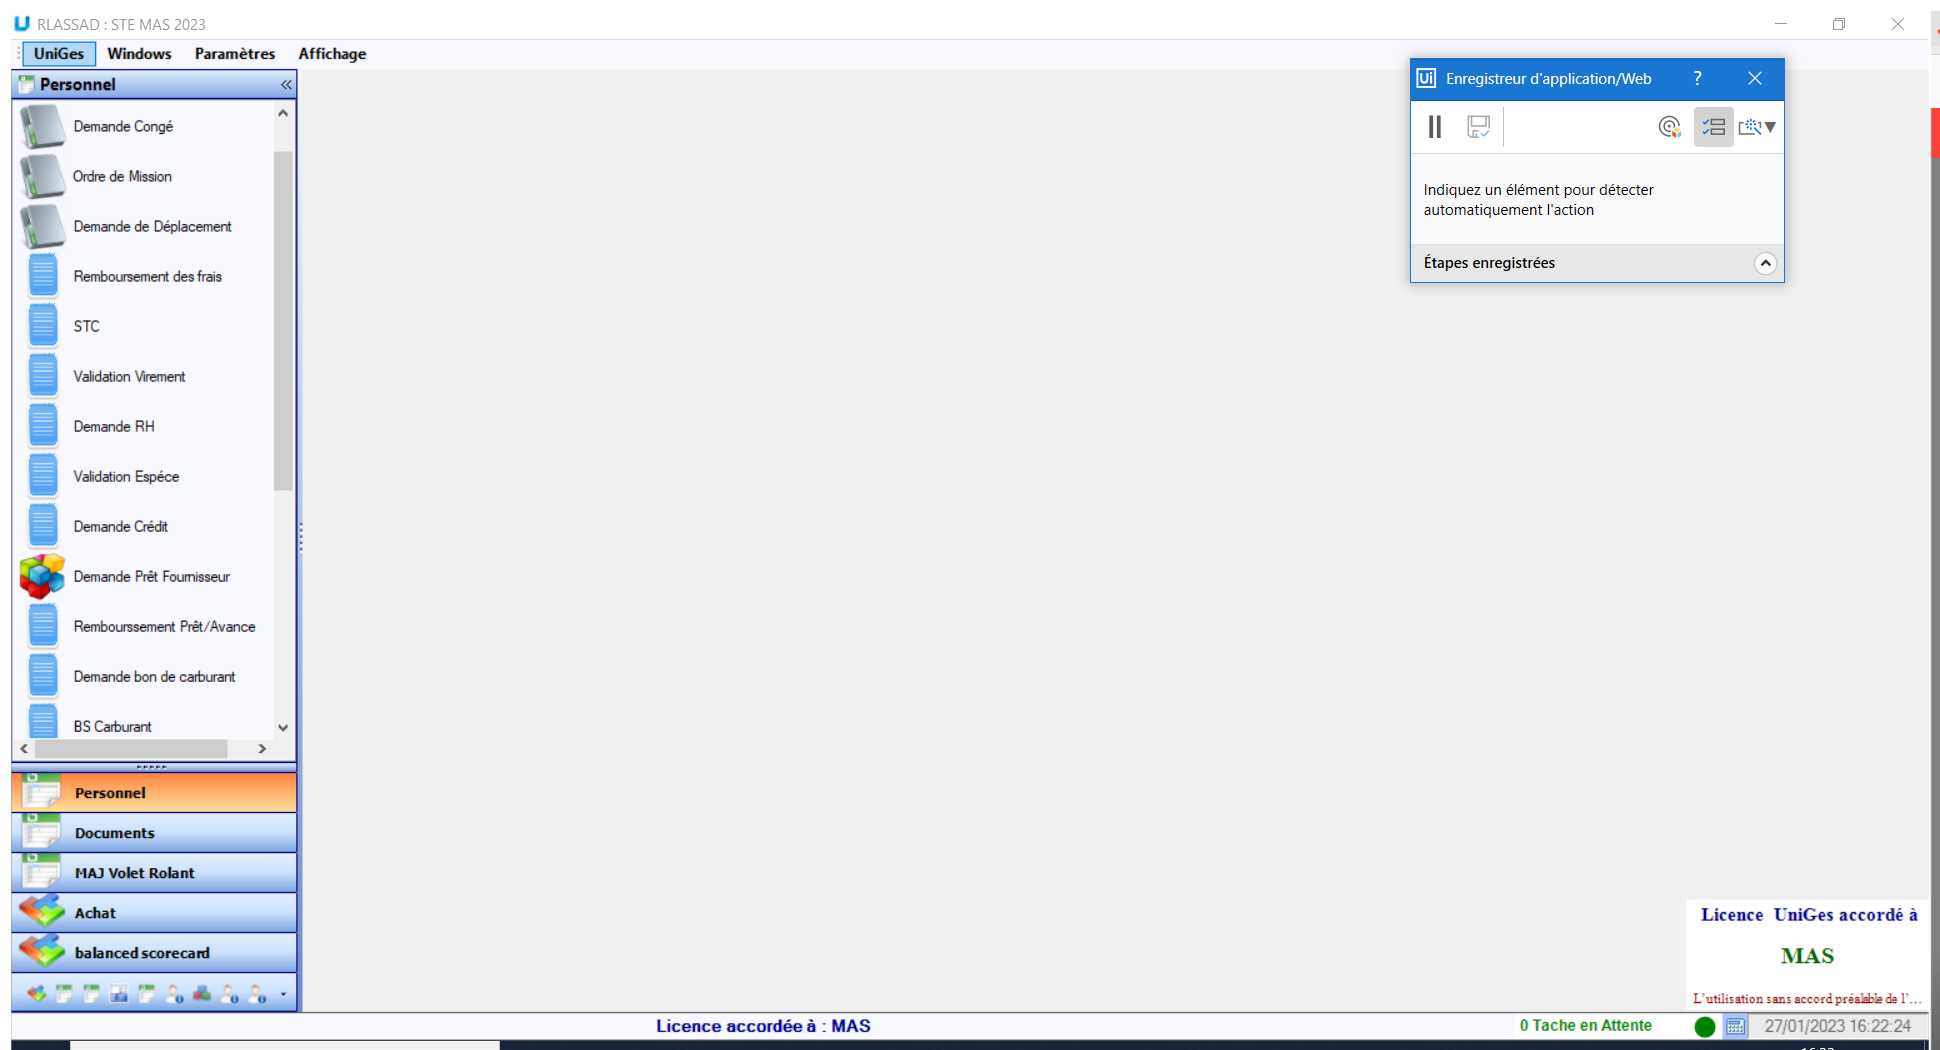 RLASSAD : STE MAS 2023
UniGes Windows Paramètres Affichage
Personnel
Demande Congé
Ordre de Mission
Demande de Déplacement
Remboursement des frais
STC
Validation Virement
Demande RH
Validation Espéce
Demande Crédit
Demande Prêt Fournisseur
Rembourssement Prêt/Avance
Demande bon de carburant
BS Carburant
Personnel
Documents
MAJ Volet Rolant
Achat
balanced scorecard
Ui Enregistreur d'application/Web ?
Indiquez un élément pour détecter
automatiquement l'action
Étapes enregistrées
Licence UniGes accordé à
MAS
L'utilisation sans accord préalable de l'...
Licence accordée à : MAS
0 Tache en Attente
27/01/2023 16:22:24